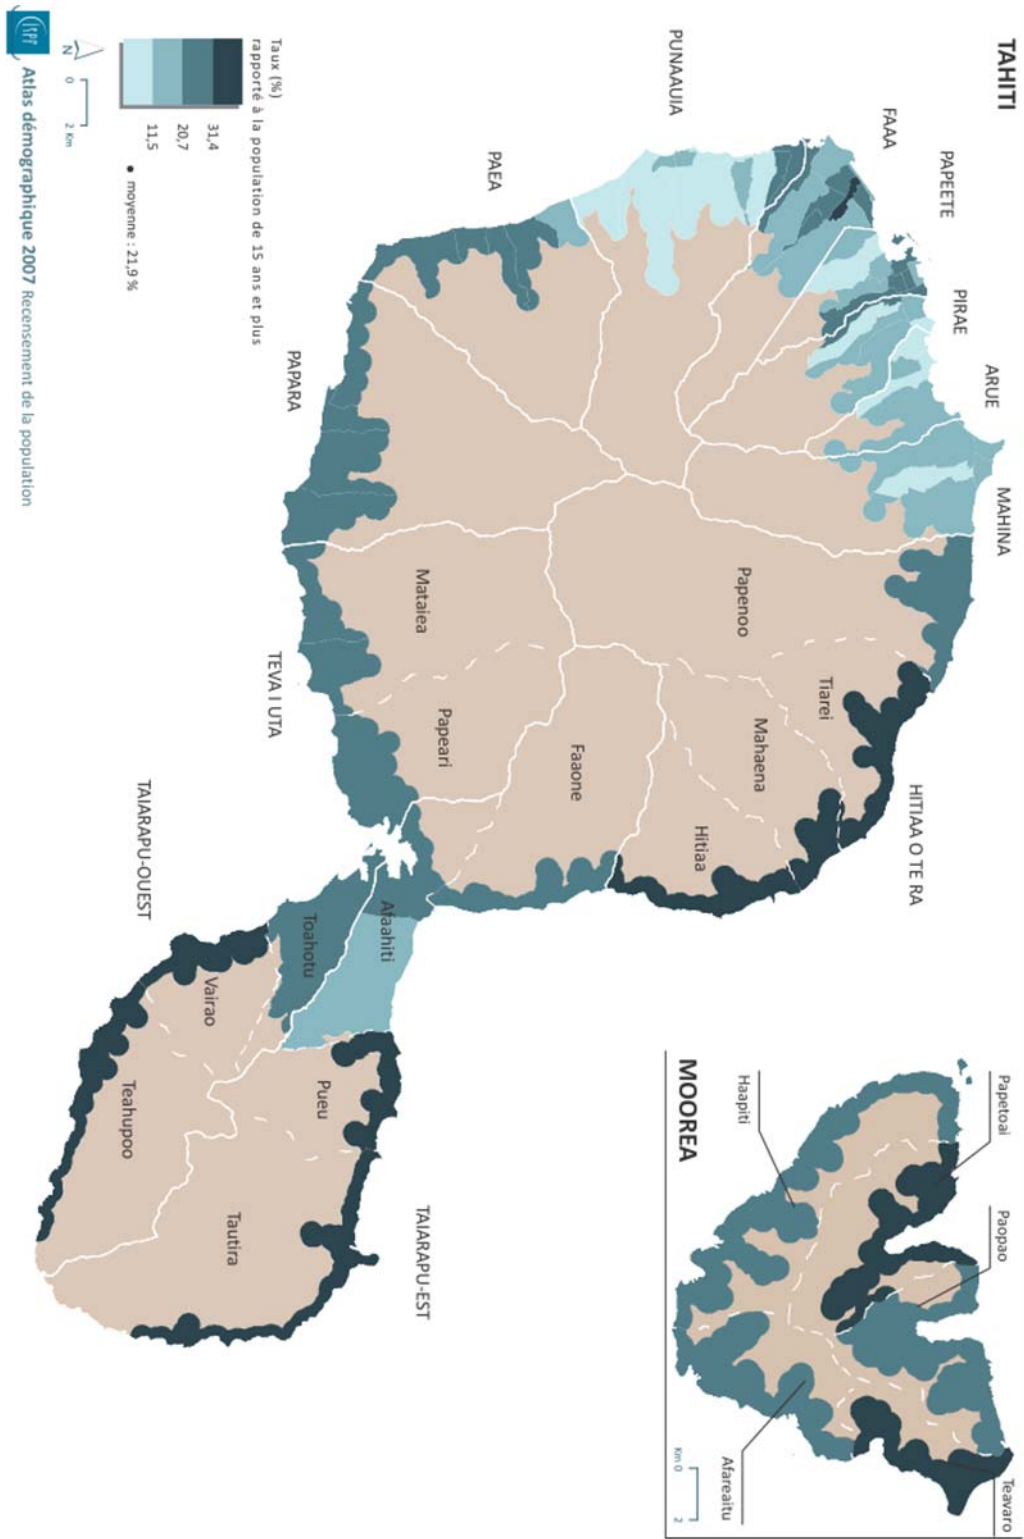 TAHITI
FAAA
PAPEETE
PIRAE
ARUE
MAHINA
PUNAAUIA
PAEA
PAPARA
TEVA I UTA
TAIARAPU-OUEST
HITIAA O TE RA
TAIARAPU-EST
Papenoo
Tiarei
Mahaena
Hitiaa
Mataiea
Papeari
Faaone
Afaahiti
Toahotu
Vairao
Pueu
Teahupoo
Tautira
MOOREA
Papetoai
Paopao
Haapiti
Afareaitu
Teavaro
Km 0 2
Taux (%)
rapporté à la population de 15 ans et plus
31,4
20,7
11,5
• moyenne : 21,9 %
N
0 2 Km
ISPF
Atlas démographique 2007 Recensement de la population